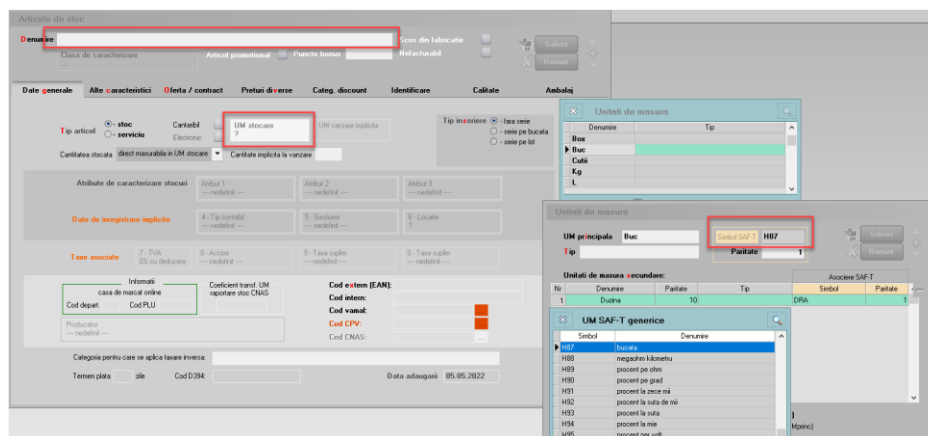 Articole de stoc
Denumire
Clasa de caracterizare
---
Articol promotional
Puncte bonus
Scos din fabricatie
Nefacturabil
Salvez
Renunt
Date generale
Alte caracteristici
Oferta / contract
Preturi diverse
Categ. discount
Identificare
Calitate
Ambalaj
Tip articol
- stoc
- serviciu
Cantaribil
Electronic
UM stocare
?
UM vanzare implicita
Tip inseriere
- fara serie
- serie pe bucata
- serie pe lot
Cantitatea stocata
direct masurabila in UM stocare
Cantitate implicita la vanzare
Atribute de caracterizare stocuri
Atribut 1
--- nedefinit ---
Atribut 2
--- nedefinit ---
Atribut 3
--- nedefinit ---
Date de inregistrare implicite
4 - Tip contabil
--- nedefinit ---
5 - Gestiune
--- nedefinit ---
6 - Locatie
?
Taxe asociate
7 - TVA
0% su deducere
8 - Accize
--- nedefinit ---
9 - Taxa suplim
--- nedefinit ---
--- nedefinit ---
Informatii
casa de marcat online
Cod depart.
Cod PLU
Coeficient transf. UM
raportare stoc CNAS
Cod extern (EAN):
Cod intern:
Cod vamal:
Cod CPV:
Cod CNAS:
...
Producator
--- nedefinit ---
Categoria pentru care se aplica taxare inversa:
Termen plata
zile
Cod D394:
Data adaugarii
05.05.2022
Unitati de masura
Denumire
Tip
Box
Buc
Cutii
Kg
L
Unitati de masura
UM principala
Buc
Simbol SAF-T
H87
Tip
Paritate
1
Salvez
Renunt
Unitati de masura secundare:
Asociere SAF-T
Nr
Denumire
Paritate
Tip
Simbol
Paritate
1
Duzina
10
DRA
1
UM SAF-T generice
Simbol
Denumire
H87
bucata
H88
megaohm kilometru
H89
procent pe ohm
H90
procent pe grad
H91
procent la zece mii
H92
procent la suta de mii
H93
procent la suta
H94
procent la mie
H95
procent per volt
Mpinc)